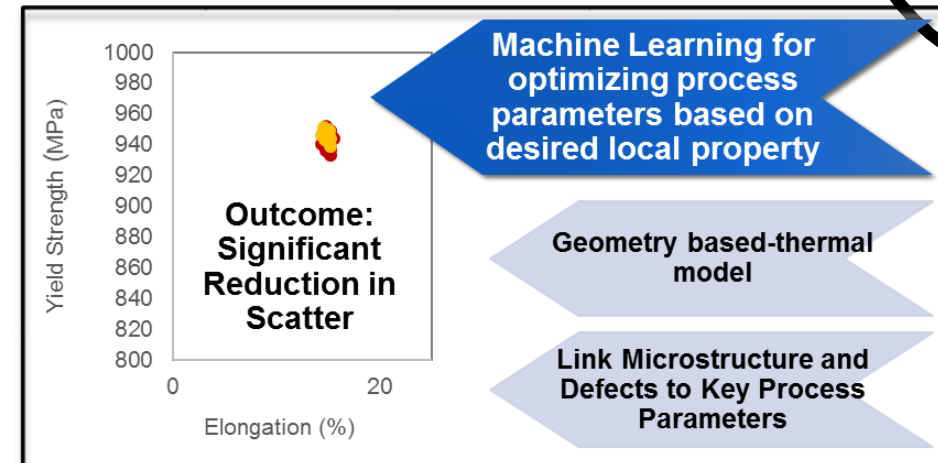 Machine Learning for
optimizing process
parameters based on
desired local property
1000
980
960
940
920
900
880
860
840
820
800
Yield Strength (MPa)
Outcome:
Significant
Reduction in
Scatter
0
20
Elongation (%)
Geometry based-thermal
model
Link Microstructure and
Defects to Key Process
Parameters